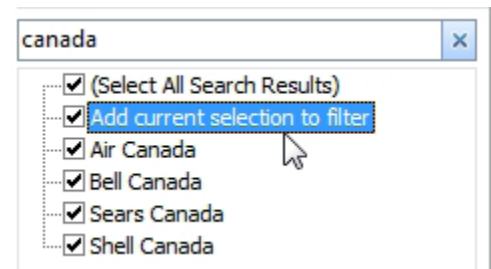 canada
(Select All Search Results)
Add current selection to filter
Air Canada
Bell Canada
Sears Canada
Shell Canada